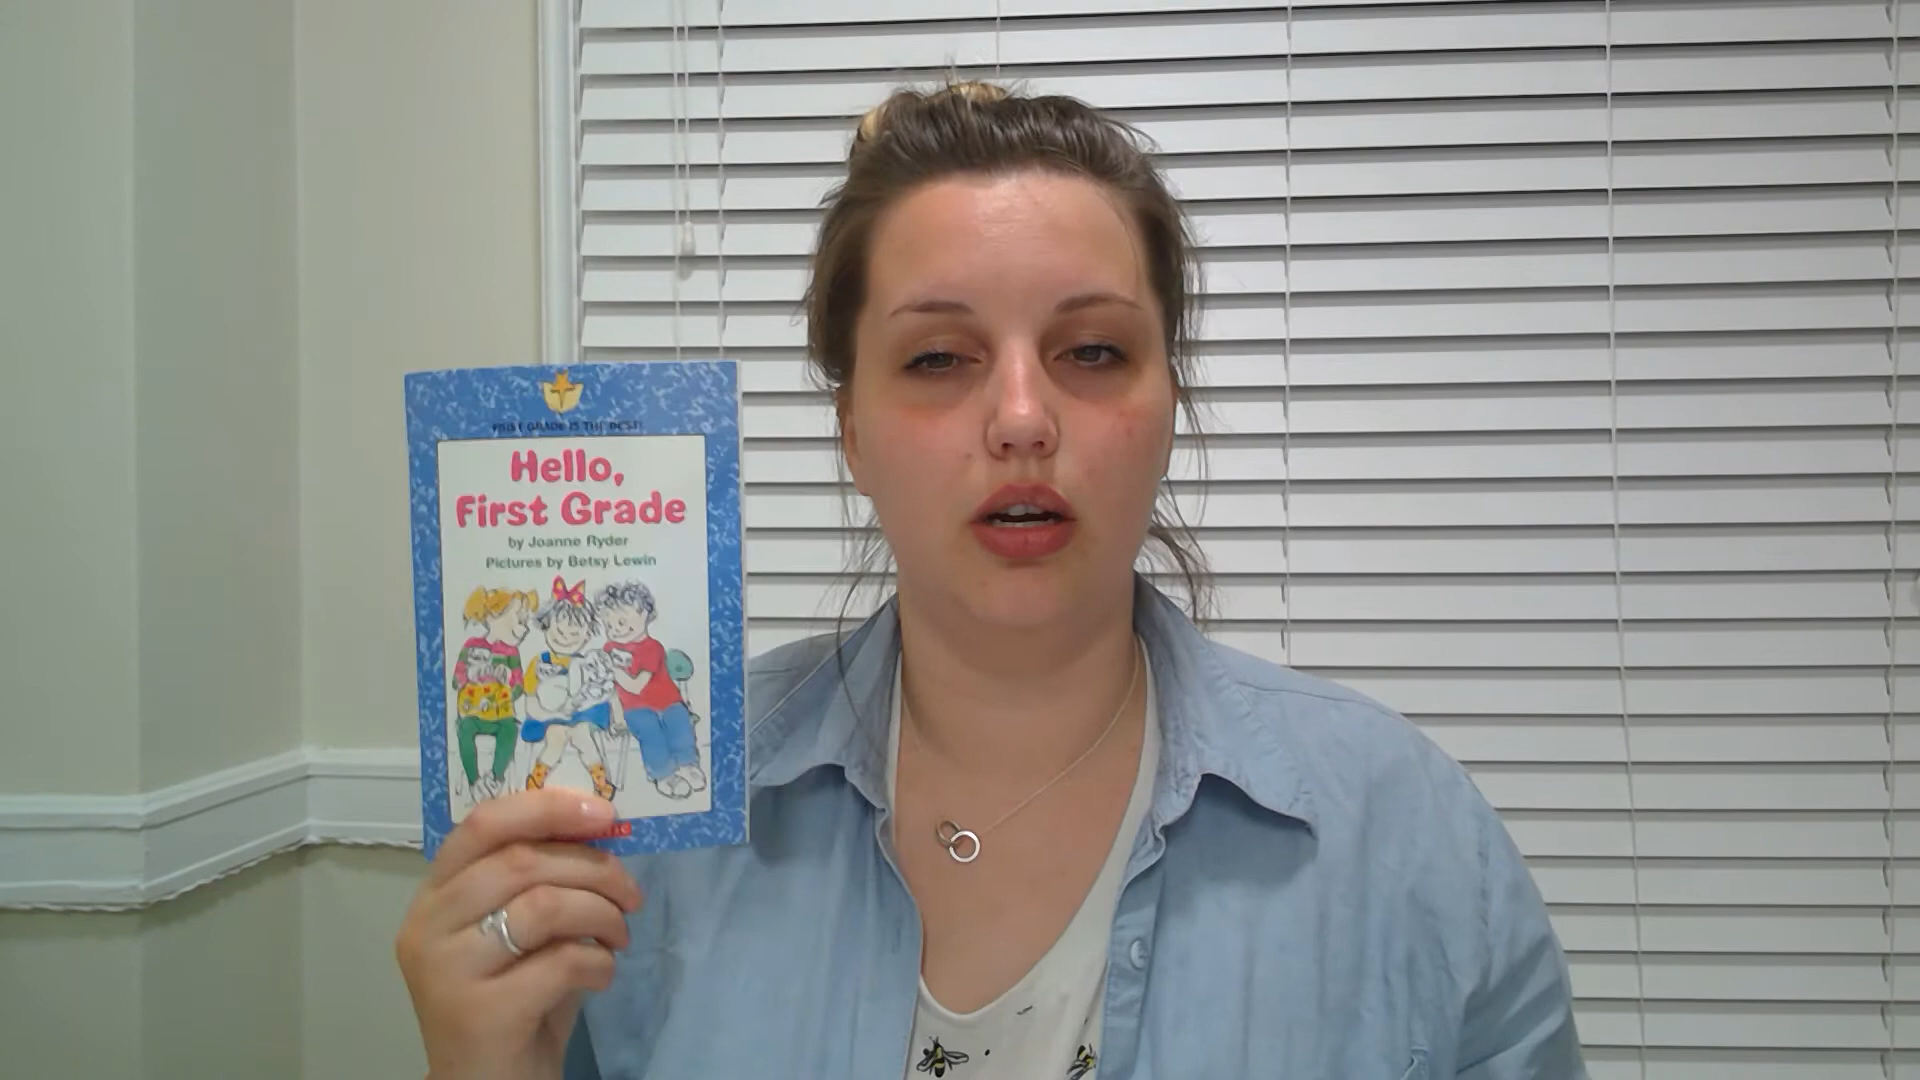 FIRST GRADE IS THE BEST!
Hello,
First Grade
by Joanne Ryder
Pictures by Betsy Lewin